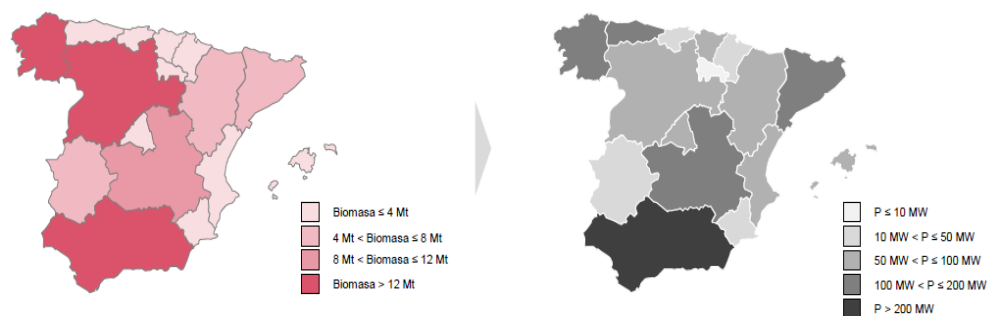 Biomasa ≤ 4 Mt
4 Mt < Biomasa ≤ 8 Mt
8 Mt < Biomasa ≤ 12 Mt
Biomasa > 12 Mt
P ≤ 10 MW
10 MW < P ≤ 50 MW
50 MW < P ≤ 100 MW
100 MW < P ≤ 200 MW
P > 200 MW